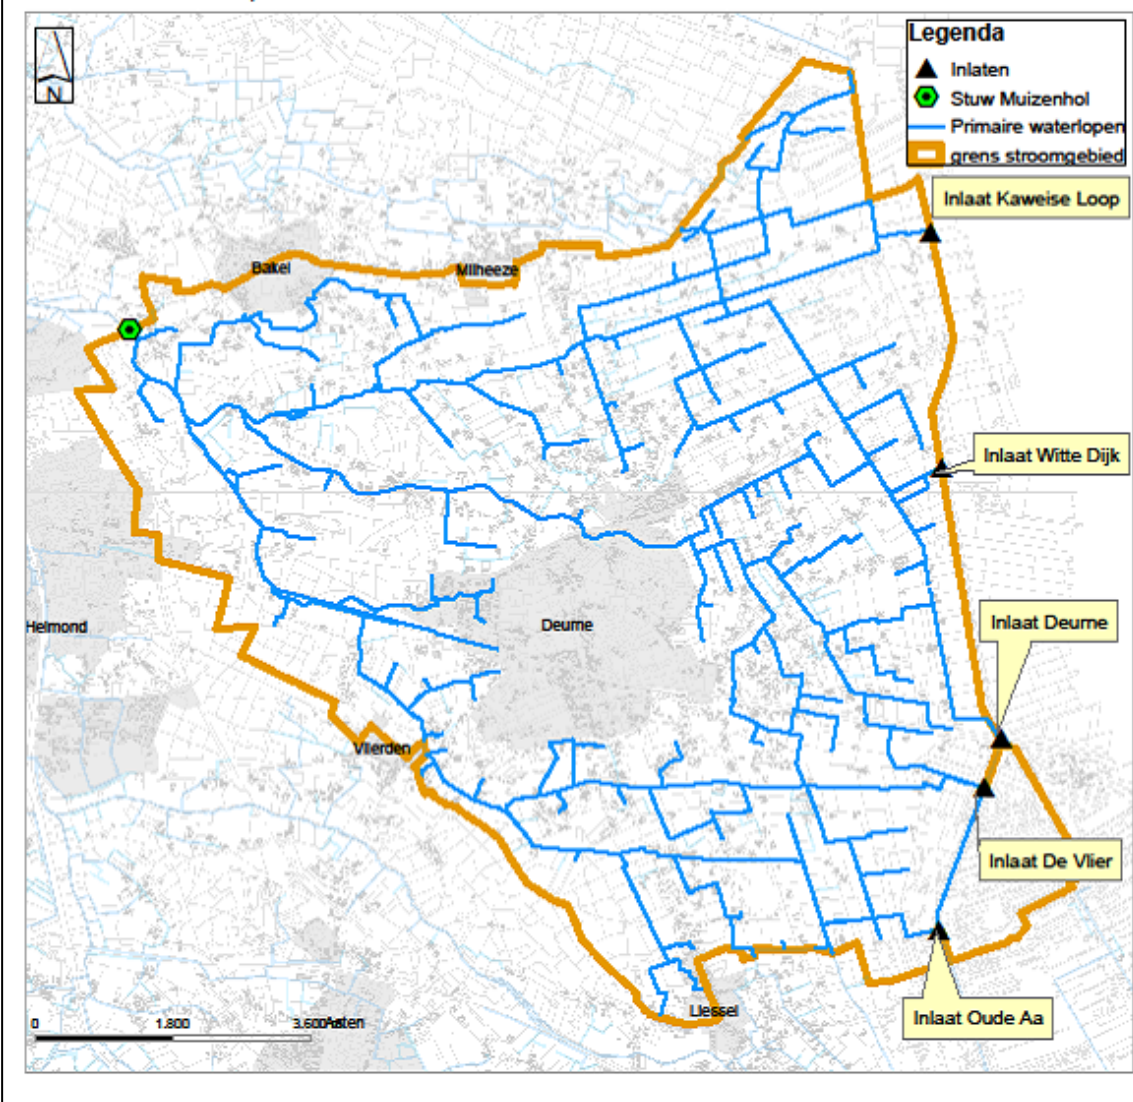 N
Legenda
Inlaten
Stuw Muizenhol
Primaire waterlopen
grens stroomgebied
Inlaat Kaweise Loop
Bakel
Milheeze
Inlaat Witte Dijk
Helmond
Deurne
Inlaat Deurne
Vlierden
Inlaat De Vlier
Liessel
Inlaat Oude Aa
0 1.800 3.600
Asten